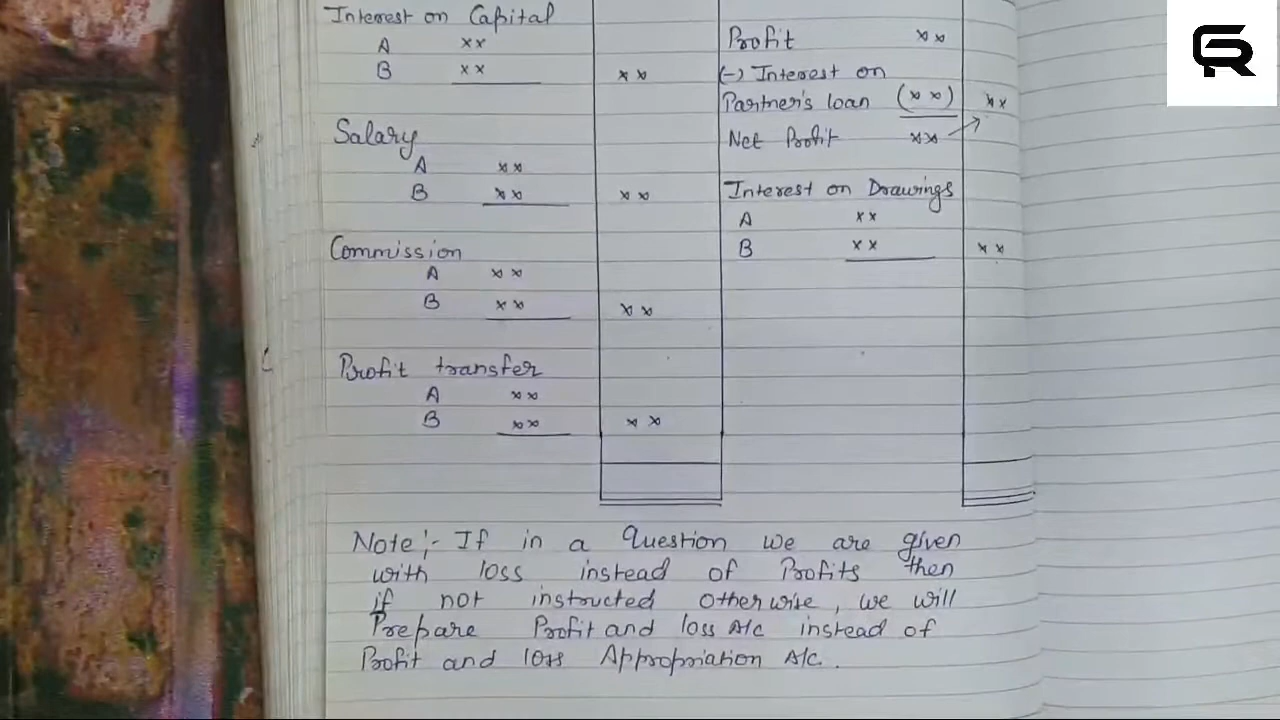 Interest on Capital
A xx
B xx xx
Salary
A xx
B xx xx
Commission
A xx
B xx xx
Profit transfer
A xx
B xx xx
Profit xx
(-) Interest on
Partner's loan (xx) xx
Net Profit xx
Interest on Drawings
A xx
B xx xx
Note:- If in a Question we are given
with loss instead of Profits then
if not instructed otherwise, we will
Prepare Profit and loss A/c instead of
Profit and loss Appropriation A/c.